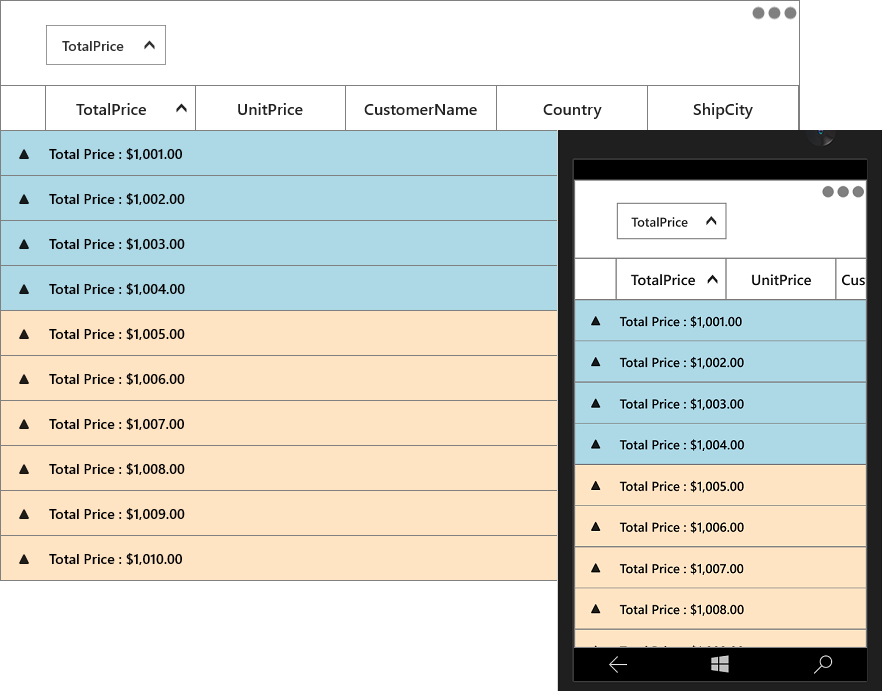 TotalPrice
TotalPrice UnitPrice CustomerName Country ShipCity
Total Price : $1,001.00
Total Price : $1,002.00
Total Price : $1,003.00
Total Price : $1,004.00
Total Price : $1,005.00
Total Price : $1,006.00
Total Price : $1,007.00
Total Price : $1,008.00
Total Price : $1,009.00
Total Price : $1,010.00
TotalPrice
TotalPrice UnitPrice Cus
Total Price : $1,001.00
Total Price : $1,002.00
Total Price : $1,003.00
Total Price : $1,004.00
Total Price : $1,005.00
Total Price : $1,006.00
Total Price : $1,007.00
Total Price : $1,008.00